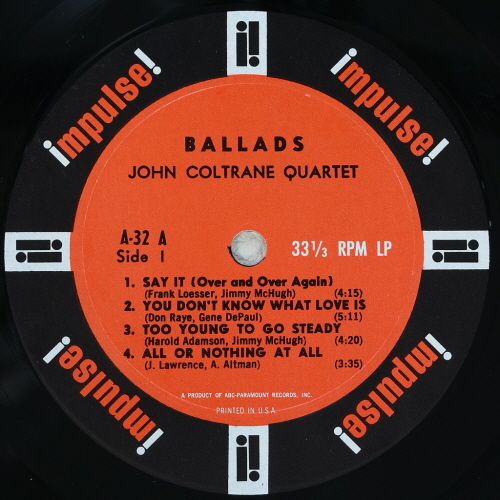 impulse!
impulse!
BALLADS
JOHN COLTRANE QUARTET
A-32 A
Side 1
33 1/3 RPM LP
1. SAY IT (Over and Over Again)
(Frank Loesser, Jimmy McHugh) (4:15)
2. YOU DON'T KNOW WHAT LOVE IS
(Don Raye, Gene DePaul) (5:11)
3. TOO YOUNG TO GO STEADY
(Harold Adamson, Jimmy McHugh) (4:20)
4. ALL OR NOTHING AT ALL
(J. Lawrence, A. Altman) (3:35)
A PRODUCT OF ABC-PARAMOUNT RECORDS, INC.
PRINTED IN U.S.A.
impulse!
impulse!